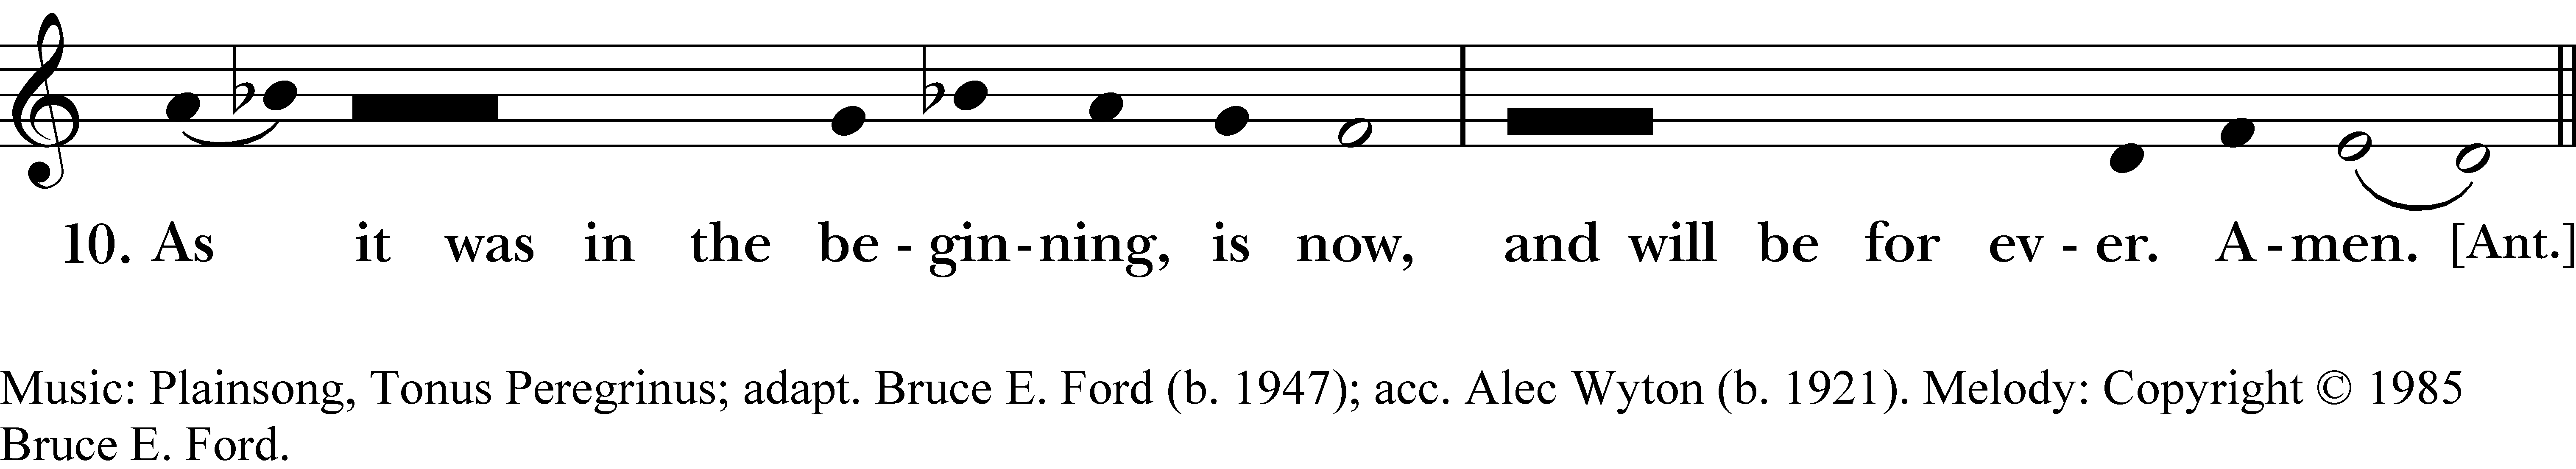 10. As it was in the be - gin - ning, is now, and will be for ev - er. A - men. [Ant.]
Music: Plainsong, Tonus Peregrinus; adapt. Bruce E. Ford (b. 1947); acc. Alec Wyton (b. 1921). Melody: Copyright © 1985
Bruce E. Ford.